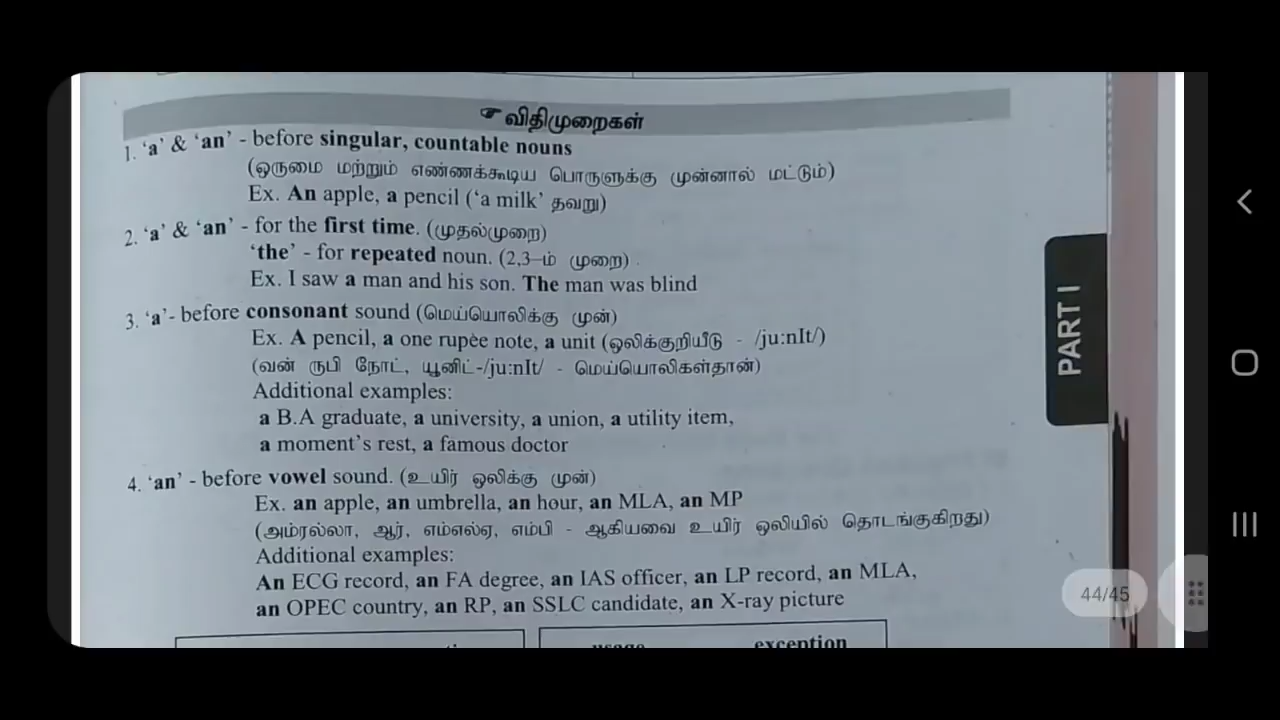 ☛ விதிமுறைகள்
1. ‘a’ & ‘an’ - before singular, countable nouns
(ஒருமை மற்றும் எண்ணக்கூடிய பொருளுக்கு முன்னால் மட்டும்)
Ex. An apple, a pencil (‘a milk’ தவறு)
2. ‘a’ & ‘an’ - for the first time. (முதல்முறை)
‘the’ - for repeated noun. (2,3–ம் முறை) .
Ex. I saw a man and his son. The man was blind
3. ‘a’- before consonant sound (மெய்யொலிக்கு முன்)
Ex. A pencil, a one rupee note, a unit (ஒலிக்குறியீடு - /ju:nIt/)
(வன் ருபி நோட், யூனிட்-/ju:nIt/ - மெய்யொலிகள்தான்)
Additional examples:
a B.A graduate, a university, a union, a utility item,
a moment’s rest, a famous doctor
4. ‘an’ - before vowel sound. (உயிர் ஒலிக்கு முன்)
Ex. an apple, an umbrella, an hour, an MLA, an MP
(அம்ரல்லா, ஆர், எம்எல்ஏ, எம்பி - ஆகியவை உயிர் ஒலியில் தொடங்குகிறது)
Additional examples:
An ECG record, an FA degree, an IAS officer, an LP record, an MLA,
an OPEC country, an RP, an SSLC candidate, an X-ray picture
usage exception
PART I
44/45